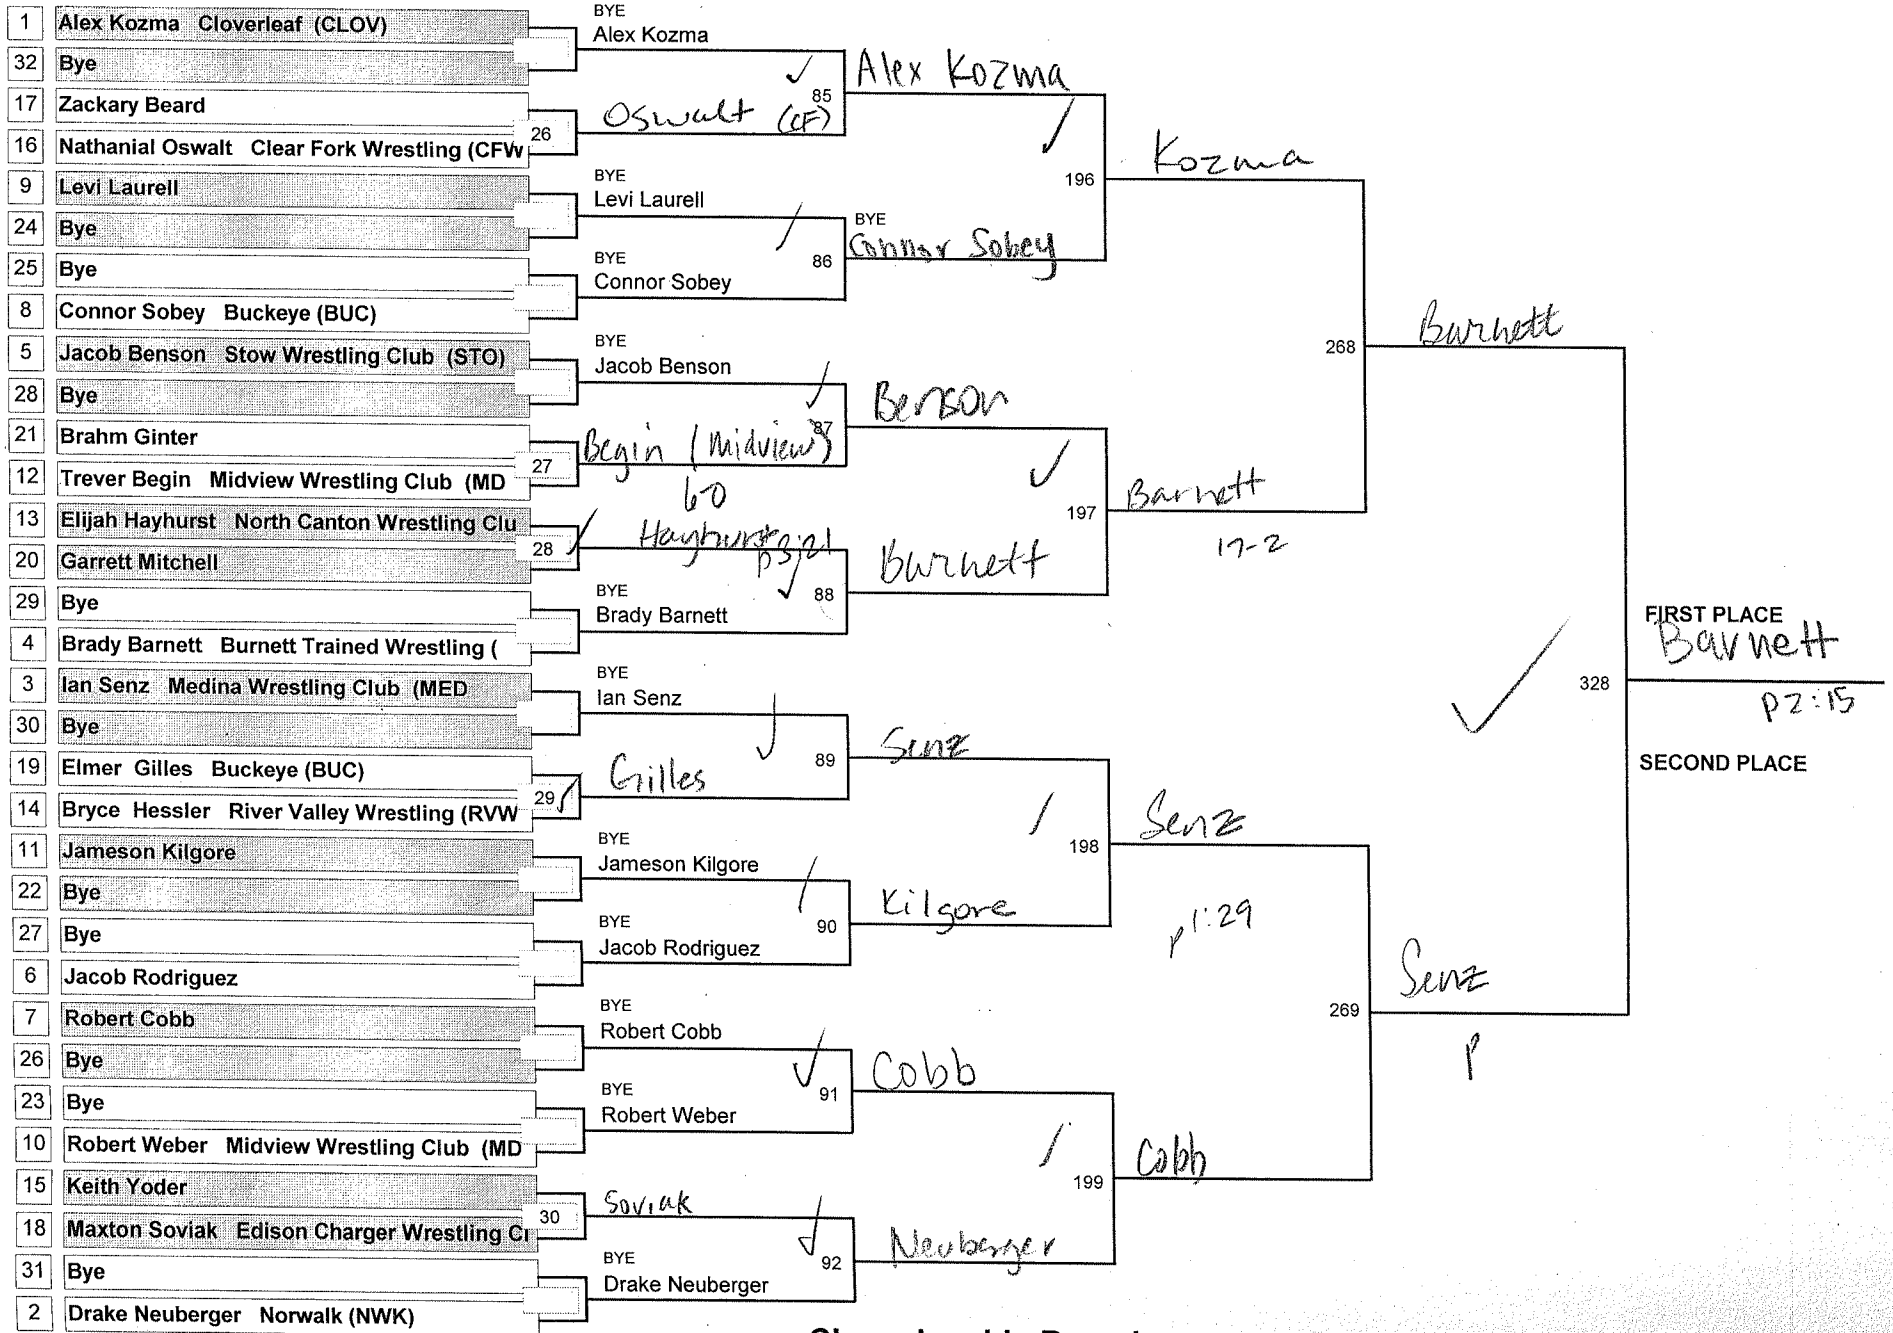 1 Alex Kozma Cloverleaf (CLOV)
32 Bye
17 Zackary Beard
16 Nathanial Oswalt Clear Fork Wrestling (CFW
9 Levi Laurell
24 Bye
25 Bye
8 Connor Sobey Buckeye (BUC)
5 Jacob Benson Stow Wrestling Club (STO)
28 Bye
21 Brahm Ginter
12 Trever Begin Midview Wrestling Club (MD
13 Elijah Hayhurst North Canton Wrestling Clu
20 Garrett Mitchell
29 Bye
4 Brady Barnett Burnett Trained Wrestling (
3 Ian Senz Medina Wrestling Club (MED
30 Bye
19 Elmer Gilles Buckeye (BUC)
14 Bryce Hessler River Valley Wrestling (RVW
11 Jameson Kilgore
22 Bye
27 Bye
6 Jacob Rodriguez
7 Robert Cobb
26 Bye
23 Bye
10 Robert Weber Midview Wrestling Club (MD
15 Keith Yoder
18 Maxton Soviak Edison Charger Wrestling Cl
31 Bye
2 Drake Neuberger Norwalk (NWK)
26
27
28
29
30
BYE
Alex Kozma
Oswalt (CF)
BYE
Levi Laurell
BYE
Connor Sobey
BYE
Jacob Benson
Begin (Midview)
6-0
Hayhurst
p3:21
BYE
Brady Barnett
BYE
Ian Senz
Gilles
BYE
Jameson Kilgore
BYE
Jacob Rodriguez
BYE
Robert Cobb
BYE
Robert Weber
Soviak
BYE
Drake Neuberger
85
86
87
88
89
90
91
92
Alex Kozma
BYE
Connor Sobey
Benson
Barnett
Senz
Kilgore
Cobb
Neuberger
196
197
198
199
Kozma
Barnett
17-2
Senz
p1:29
Cobb
268
269
Barnett
Senz
p
328
FIRST PLACE
Barnett
p2:15
SECOND PLACE